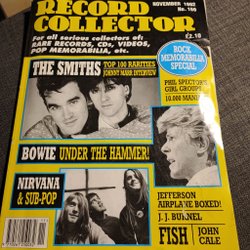 RECORD
COLLECTOR
NOVEMBER 1992
No. 159
£2.10
For all serious collectors of:
RARE RECORDS, CDs, VIDEOS,
POP MEMORABILIA, etc.
ROCK
MEMORABILIA
SPECIAL
THE SMITHS
TOP 100 RARITIES
JOHNNY MARR INTERVIEW
PHIL SPECTOR'S
GIRL GROUPS
10,000 MANIACS
BOWIE UNDER THE HAMMER!
NIRVANA
& SUB-POP
JEFFERSON
AIRPLANE BOXED!
J. J. BURNEL
FISH
JOHN
CALE